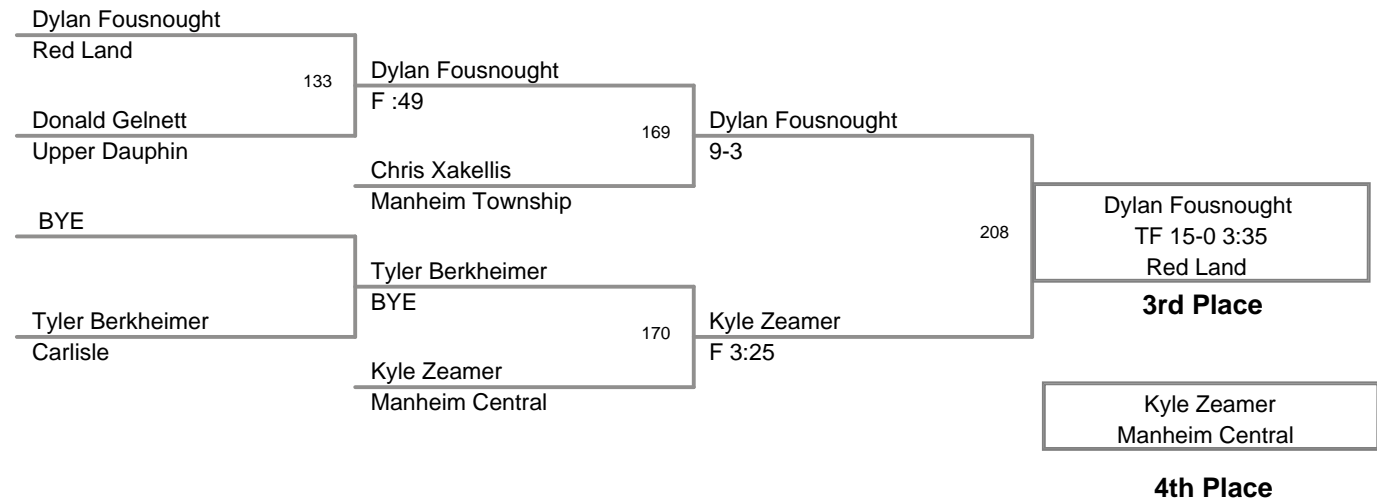 Dylan Fousnought
Red Land
133
Donald Gelnett
Upper Dauphin
BYE
Tyler Berkheimer
Carlisle
Dylan Fousnought
F :49
169
Chris Xakellis
Manheim Township
Tyler Berkheimer
BYE
170
Kyle Zeamer
Manheim Central
Dylan Fousnought
9-3
208
Kyle Zeamer
F 3:25
Dylan Fousnought
TF 15-0 3:35
Red Land
3rd Place
Kyle Zeamer
Manheim Central
4th Place